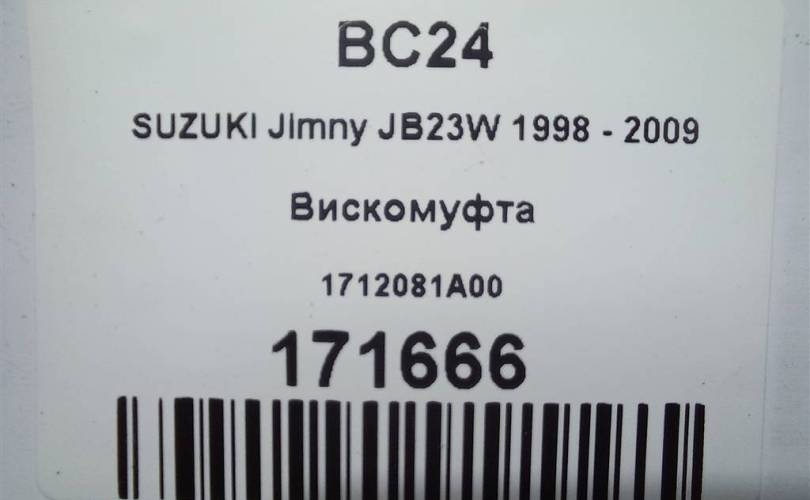 BC24
SUZUKI Jimny JB23W 1998 - 2009
Вискомуфта
1712081A00
171666